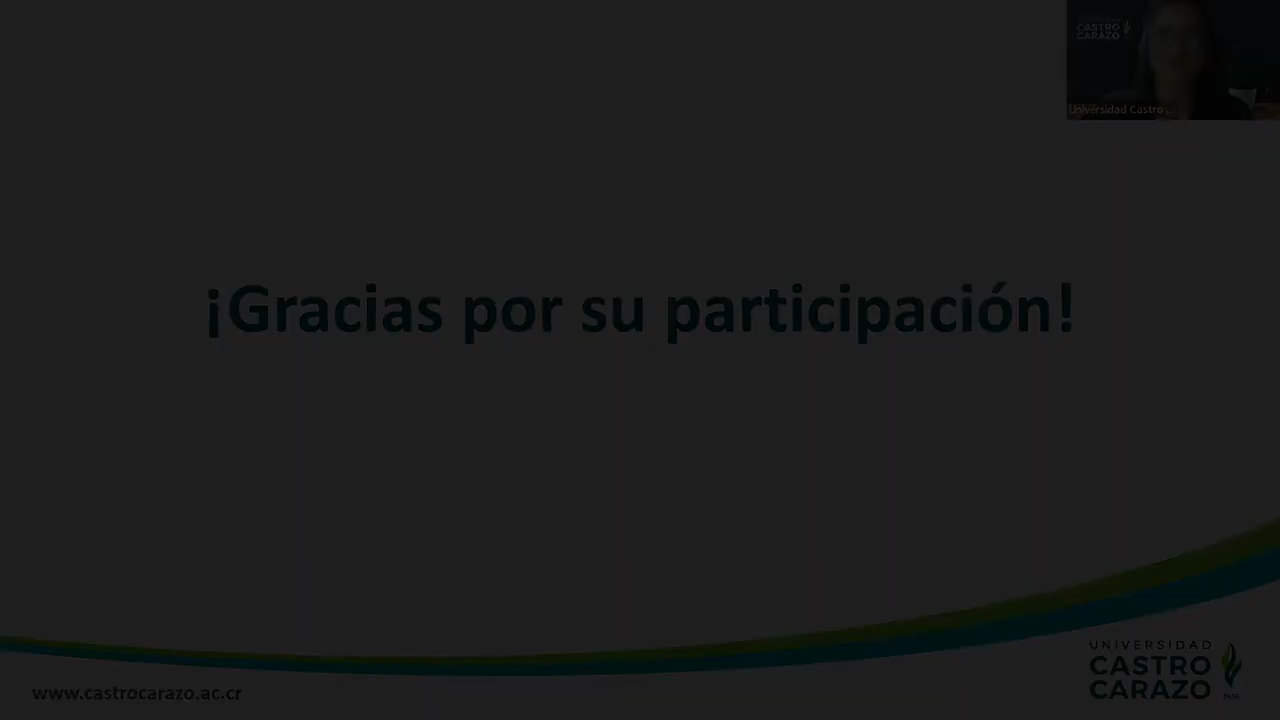 CASTRO
CARAZO
Universidad Castro
¡Gracias por su participación!
www.castrocarazo.ac.cr
UNIVERSIDAD
CASTRO
CARAZO